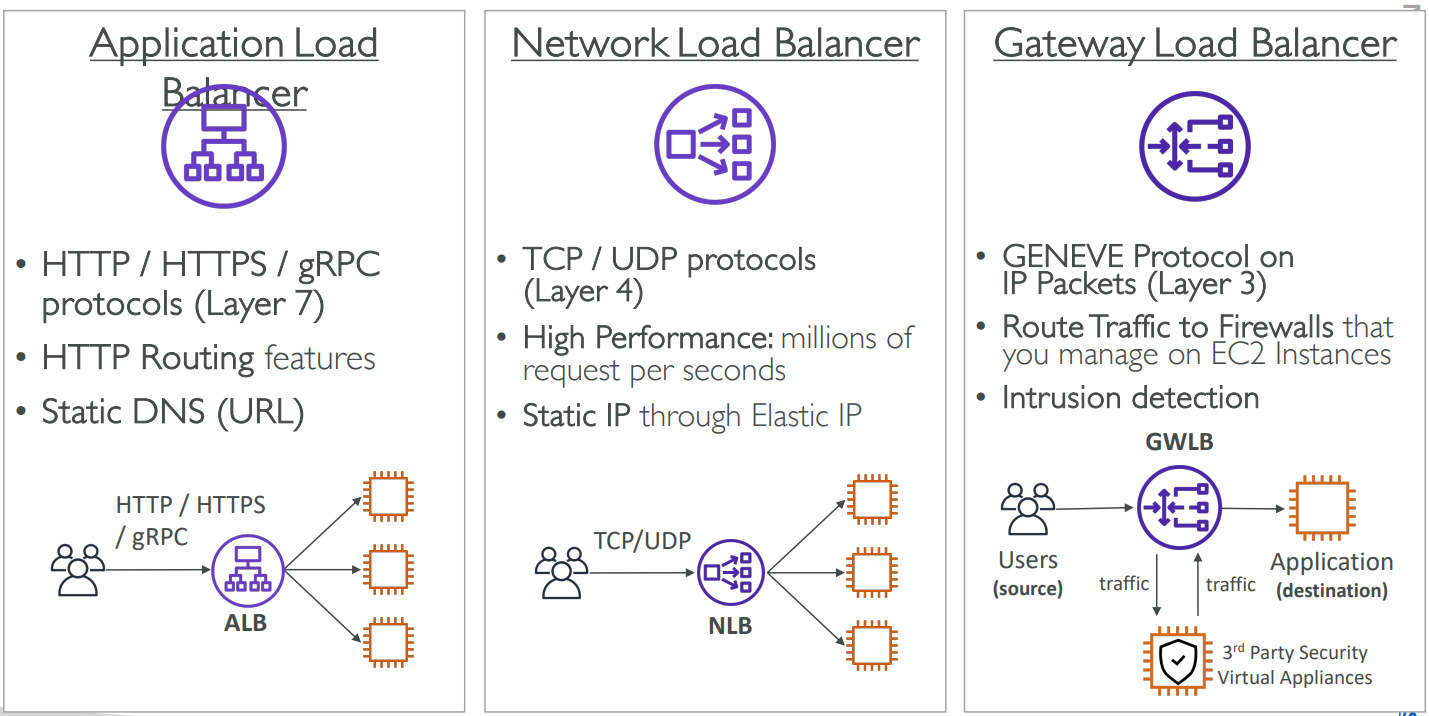 Application Load
Balancer
• HTTP / HTTPS / gRPC
protocols (Layer 7)
• HTTP Routing features
• Static DNS (URL)
HTTP / HTTPS
/ gRPC
ALB
Network Load Balancer
• TCP / UDP protocols
(Layer 4)
• High Performance: millions of
request per seconds
• Static IP through Elastic IP
TCP/UDP
NLB
Gateway Load Balancer
• GENEVE Protocol on
IP Packets (Layer 3)
• Route Traffic to Firewalls that
you manage on EC2 Instances
• Intrusion detection
GWLB
Users
(source)
Application
(destination)
traffic
traffic
3rd Party Security
Virtual Appliances